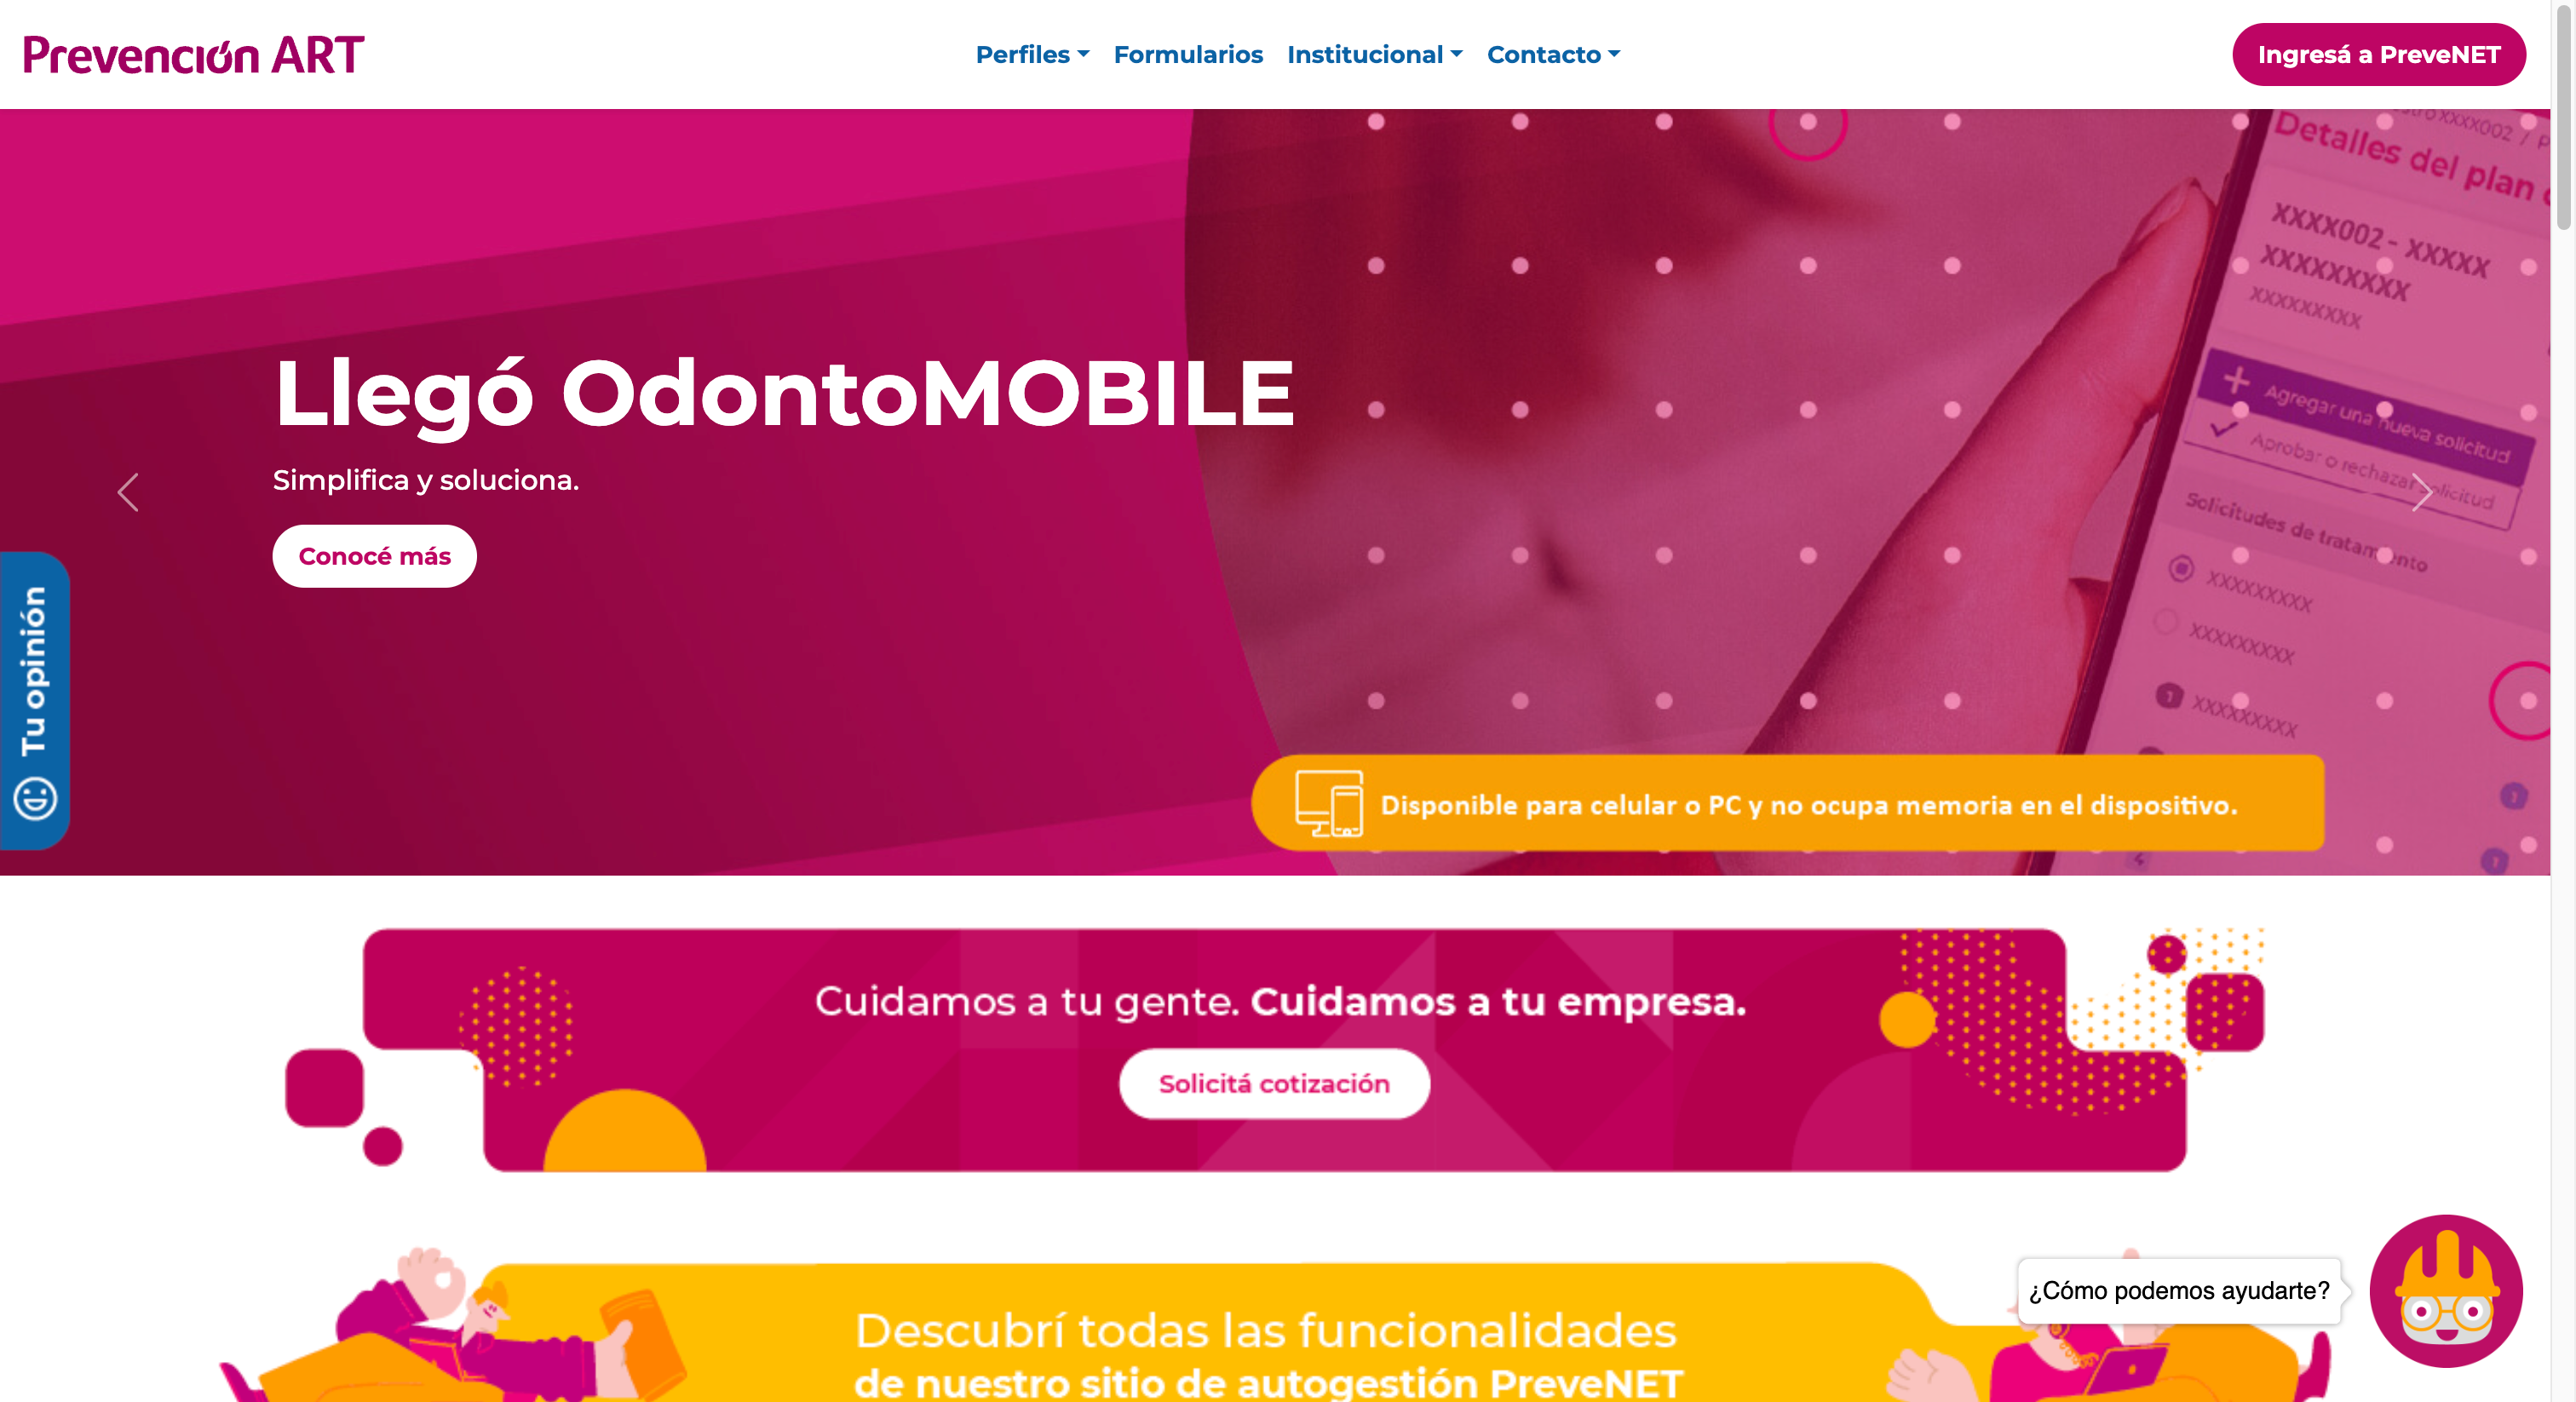 Prevención ART
Perfiles
Formularios
Institucional
Contacto
Ingresá a PreveNET
Detalles del plan
XXXX002 - XXXXX
XXXXXXXXX
XXXXXXXXX
Agregar una nueva solicitud
Aprobar o rechazar solicitud
Solicitudes de tratamiento
XXXXXXXXX
XXXXXXXXX
1 XXXXXXXXX
4
Llegó OdontoMOBILE
Simplifica y soluciona.
Conocé más
Tu opinión
Disponible para celular o PC y no ocupa memoria en el dispositivo.
Cuidamos a tu gente. Cuidamos a tu empresa.
Solicitá cotización
¿Cómo podemos ayudarte?
Descubrí todas las funcionalidades
de nuestro sitio de autogestión PreveNET